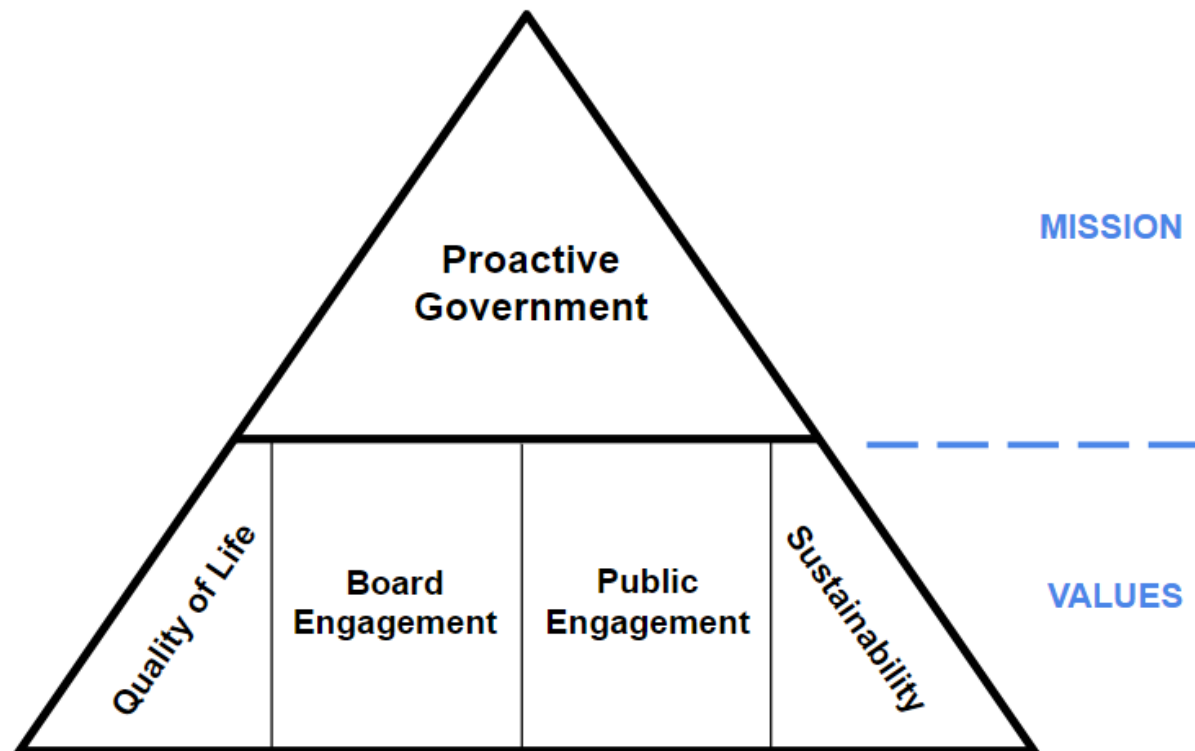 Proactive
Government
MISSION
Quality of Life
Board
Engagement
Public
Engagement
Sustainability
VALUES